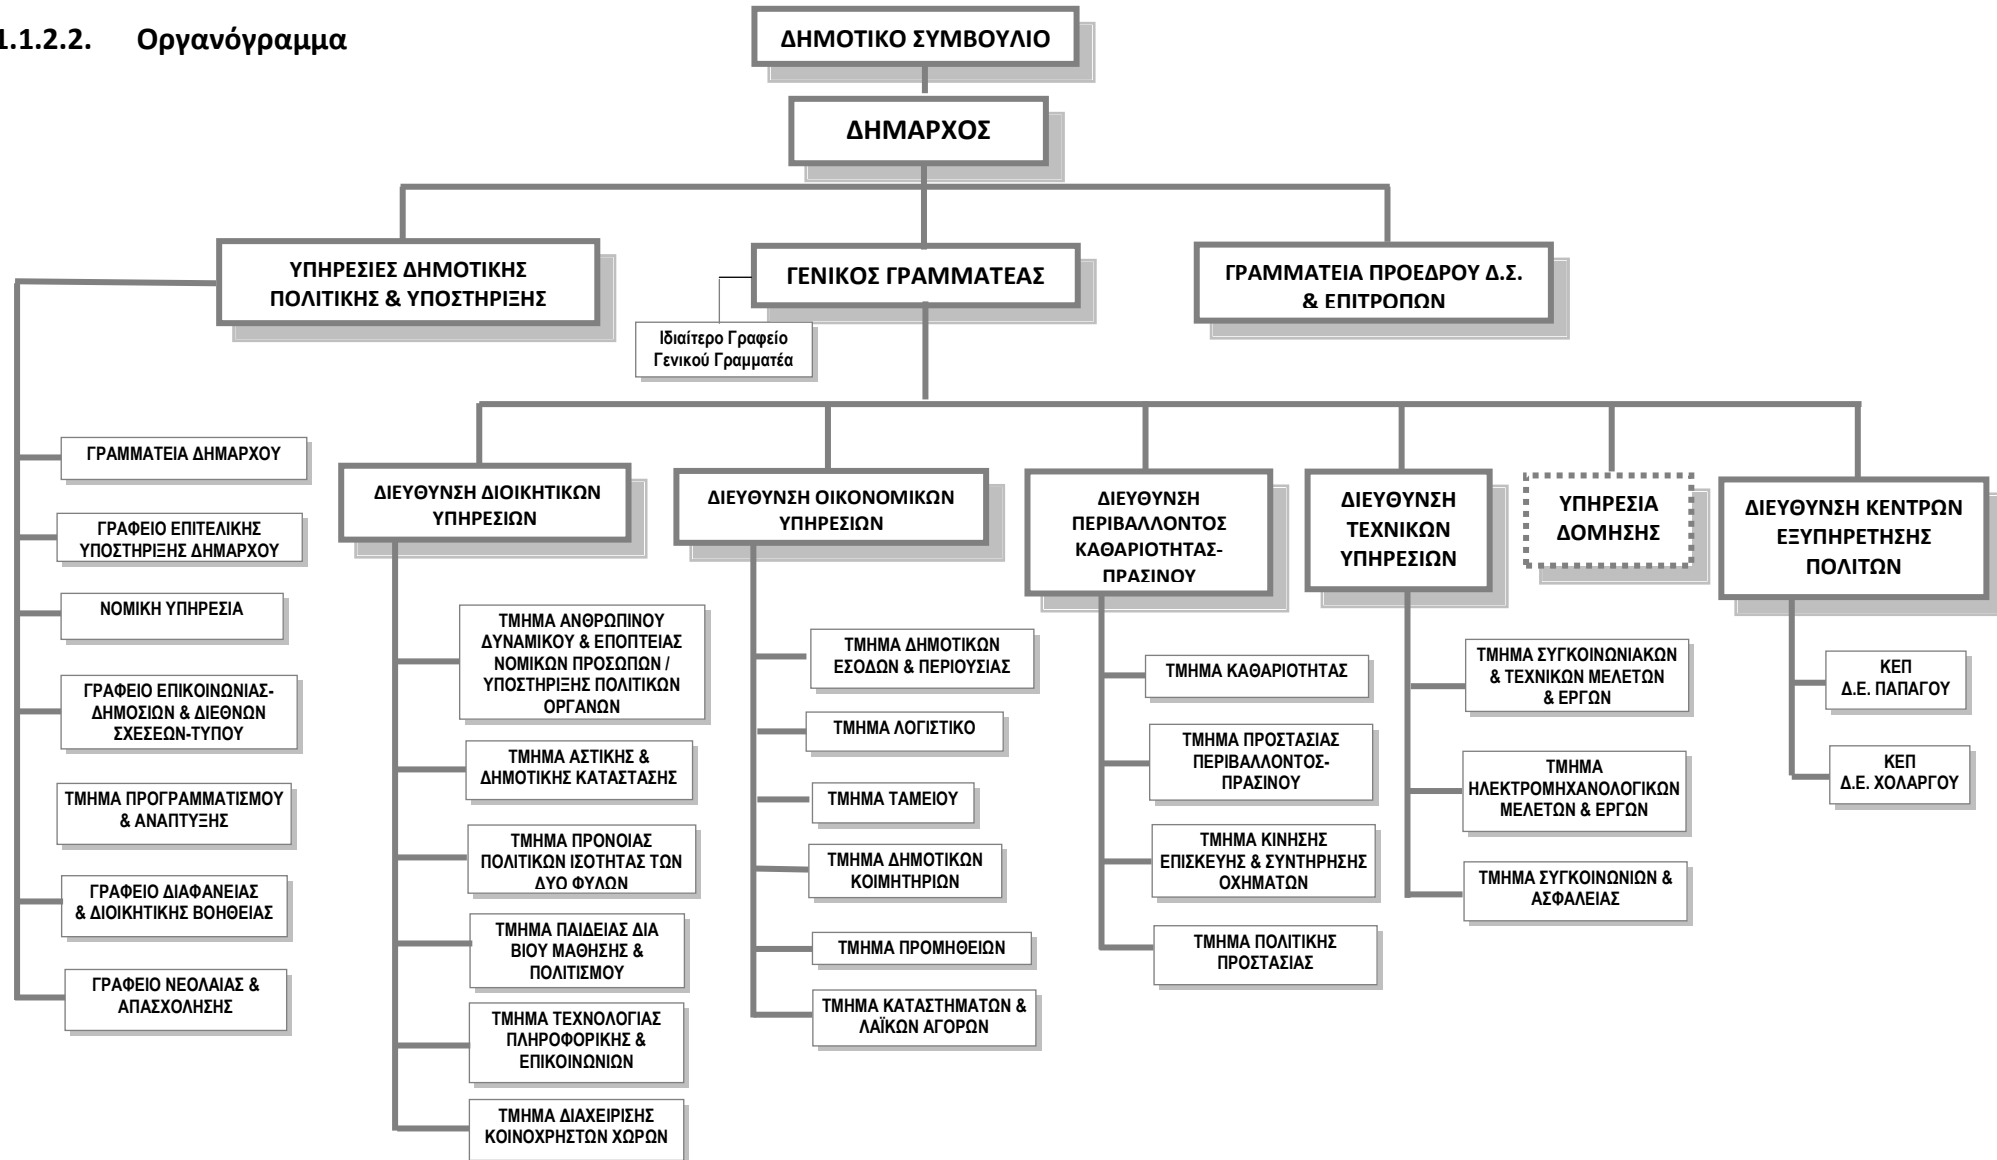 1.1.2.2. Οργανόγραμμα
ΔΗΜΟΤΙΚΟ ΣΥΜΒΟΥΛΙΟ
ΔΗΜΑΡΧΟΣ
ΥΠΗΡΕΣΙΕΣ ΔΗΜΟΤΙΚΗΣ
ΠΟΛΙΤΙΚΗΣ & ΥΠΟΣΤΗΡΙΞΗΣ
ΓΕΝΙΚΟΣ ΓΡΑΜΜΑΤΕΑΣ
ΓΡΑΜΜΑΤΕΙΑ ΠΡΟΕΔΡΟΥ Δ.Σ.
& ΕΠΙΤΡΟΠΩΝ
Ιδιαίτερο Γραφείο
Γενικού Γραμματέα
ΓΡΑΜΜΑΤΕΙΑ ΔΗΜΑΡΧΟΥ
ΓΡΑΦΕΙΟ ΕΠΙΤΕΛΙΚΗΣ
ΥΠΟΣΤΗΡΙΞΗΣ ΔΗΜΑΡΧΟΥ
ΝΟΜΙΚΗ ΥΠΗΡΕΣΙΑ
ΓΡΑΦΕΙΟ ΕΠΙΚΟΙΝΩΝΙΑΣ-
ΔΗΜΟΣΙΩΝ & ΔΙΕΘΝΩΝ
ΣΧΕΣΕΩΝ-ΤΥΠΟΥ
ΤΜΗΜΑ ΠΡΟΓΡΑΜΜΑΤΙΣΜΟΥ
& ΑΝΑΠΤΥΞΗΣ
ΓΡΑΦΕΙΟ ΔΙΑΦΑΝΕΙΑΣ
& ΔΙΟΙΚΗΤΙΚΗΣ ΒΟΗΘΕΙΑΣ
ΓΡΑΦΕΙΟ ΝΕΟΛΑΙΑΣ &
ΑΠΑΣΧΟΛΗΣΗΣ
ΔΙΕΥΘΥΝΣΗ ΔΙΟΙΚΗΤΙΚΩΝ
ΥΠΗΡΕΣΙΩΝ
ΤΜΗΜΑ ΑΝΘΡΩΠΙΝΟΥ
ΔΥΝΑΜΙΚΟΥ & ΕΠΟΠΤΕΙΑΣ
ΝΟΜΙΚΩΝ ΠΡΟΣΩΠΩΝ /
ΥΠΟΣΤΗΡΙΞΗΣ ΠΟΛΙΤΙΚΩΝ
ΟΡΓΑΝΩΝ
ΤΜΗΜΑ ΑΣΤΙΚΗΣ &
ΔΗΜΟΤΙΚΗΣ ΚΑΤΑΣΤΑΣΗΣ
ΤΜΗΜΑ ΠΡΟΝΟΙΑΣ
ΠΟΛΙΤΙΚΩΝ ΙΣΟΤΗΤΑΣ ΤΩΝ
ΔΥΟ ΦΥΛΩΝ
ΤΜΗΜΑ ΠΑΙΔΕΙΑΣ ΔΙΑ
ΒΙΟΥ ΜΑΘΗΣΗΣ &
ΠΟΛΙΤΙΣΜΟΥ
ΤΜΗΜΑ ΤΕΧΝΟΛΟΓΙΑΣ
ΠΛΗΡΟΦΟΡΙΚΗΣ &
ΕΠΙΚΟΙΝΩΝΙΩΝ
ΤΜΗΜΑ ΔΙΑΧΕΙΡΙΣΗΣ
ΚΟΙΝΟΧΡΗΣΤΩΝ ΧΩΡΩΝ
ΔΙΕΥΘΥΝΣΗ ΟΙΚΟΝΟΜΙΚΩΝ
ΥΠΗΡΕΣΙΩΝ
ΤΜΗΜΑ ΔΗΜΟΤΙΚΩΝ
ΕΣΟΔΩΝ & ΠΕΡΙΟΥΣΙΑΣ
ΤΜΗΜΑ ΛΟΓΙΣΤΙΚΟ
ΤΜΗΜΑ ΤΑΜΕΙΟΥ
ΤΜΗΜΑ ΔΗΜΟΤΙΚΩΝ
ΚΟΙΜΗΤΗΡΙΩΝ
ΤΜΗΜΑ ΠΡΟΜΗΘΕΙΩΝ
ΤΜΗΜΑ ΚΑΤΑΣΤΗΜΑΤΩΝ &
ΛΑΪΚΩΝ ΑΓΟΡΩΝ
ΔΙΕΥΘΥΝΣΗ
ΠΕΡΙΒΑΛΛΟΝΤΟΣ
ΚΑΘΑΡΙΟΤΗΤΑΣ-
ΠΡΑΣΙΝΟΥ
ΤΜΗΜΑ ΚΑΘΑΡΙΟΤΗΤΑΣ
ΤΜΗΜΑ ΠΡΟΣΤΑΣΙΑΣ
ΠΕΡΙΒΑΛΛΟΝΤΟΣ-
ΠΡΑΣΙΝΟΥ
ΤΜΗΜΑ ΚΙΝΗΣΗΣ
ΕΠΙΣΚΕΥΗΣ & ΣΥΝΤΗΡΗΣΗΣ
ΟΧΗΜΑΤΩΝ
ΤΜΗΜΑ ΠΟΛΙΤΙΚΗΣ
ΠΡΟΣΤΑΣΙΑΣ
ΔΙΕΥΘΥΝΣΗ
ΤΕΧΝΙΚΩΝ
ΥΠΗΡΕΣΙΩΝ
ΤΜΗΜΑ ΣΥΓΚΟΙΝΩΝΙΑΚΩΝ
& ΤΕΧΝΙΚΩΝ ΜΕΛΕΤΩΝ
& ΕΡΓΩΝ
ΤΜΗΜΑ
ΗΛΕΚΤΡΟΜΗΧΑΝΟΛΟΓΙΚΩΝ
ΜΕΛΕΤΩΝ & ΕΡΓΩΝ
ΤΜΗΜΑ ΣΥΓΚΟΙΝΩΝΙΩΝ &
ΑΣΦΑΛΕΙΑΣ
ΥΠΗΡΕΣΙΑ
ΔΟΜΗΣΗΣ
ΔΙΕΥΘΥΝΣΗ ΚΕΝΤΡΩΝ
ΕΞΥΠΗΡΕΤΗΣΗΣ
ΠΟΛΙΤΩΝ
ΚΕΠ
Δ.Ε. ΠΑΠΑΓΟΥ
ΚΕΠ
Δ.Ε. ΧΟΛΑΡΓΟΥ